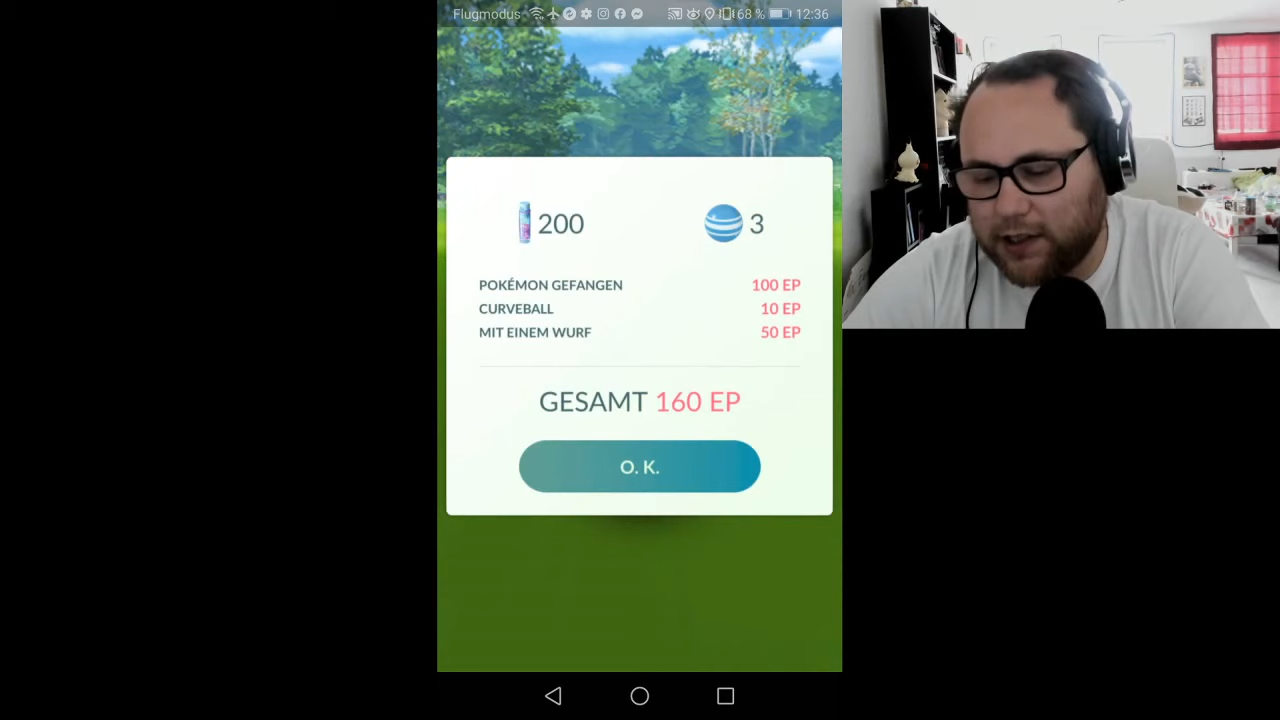 Flugmodus 68 % 12:36
200 3
POKÉMON GEFANGEN 100 EP
CURVEBALL 10 EP
MIT EINEM WURF 50 EP
GESAMT 160 EP
O. K.